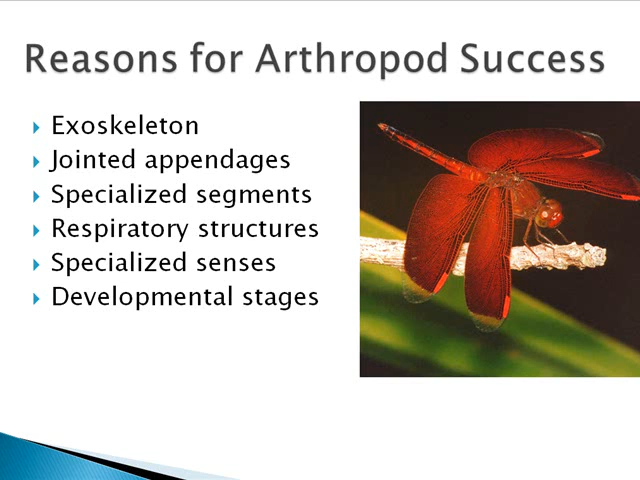 Reasons for Arthropod Success
Exoskeleton
Jointed appendages
Specialized segments
Respiratory structures
Specialized senses
Developmental stages